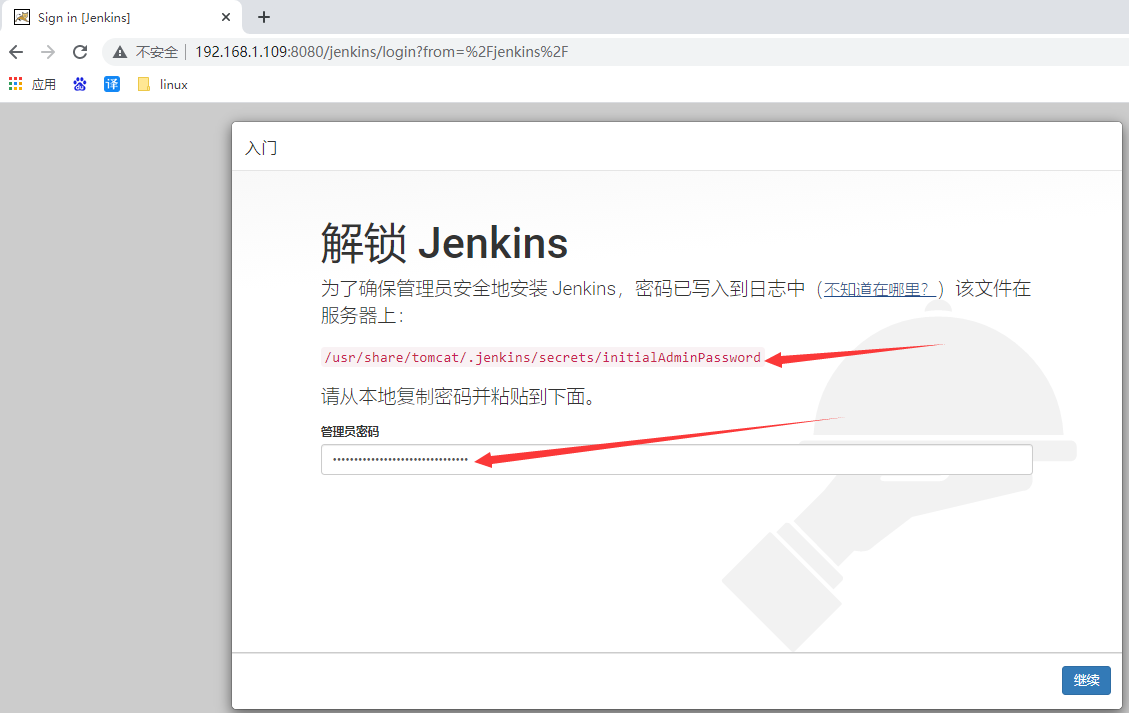 Sign in [Jenkins]
不安全 192.168.1.109:8080/jenkins/login?from=%2Fjenkins%2F
应用 译 linux
入门
解锁 Jenkins
为了确保管理员安全地安装 Jenkins，密码已写入到日志中（不知道在哪里？）该文件在
服务器上：
/usr/share/tomcat/.jenkins/secrets/initialAdminPassword
请从本地复制密码并粘贴到下面。
管理员密码
继续